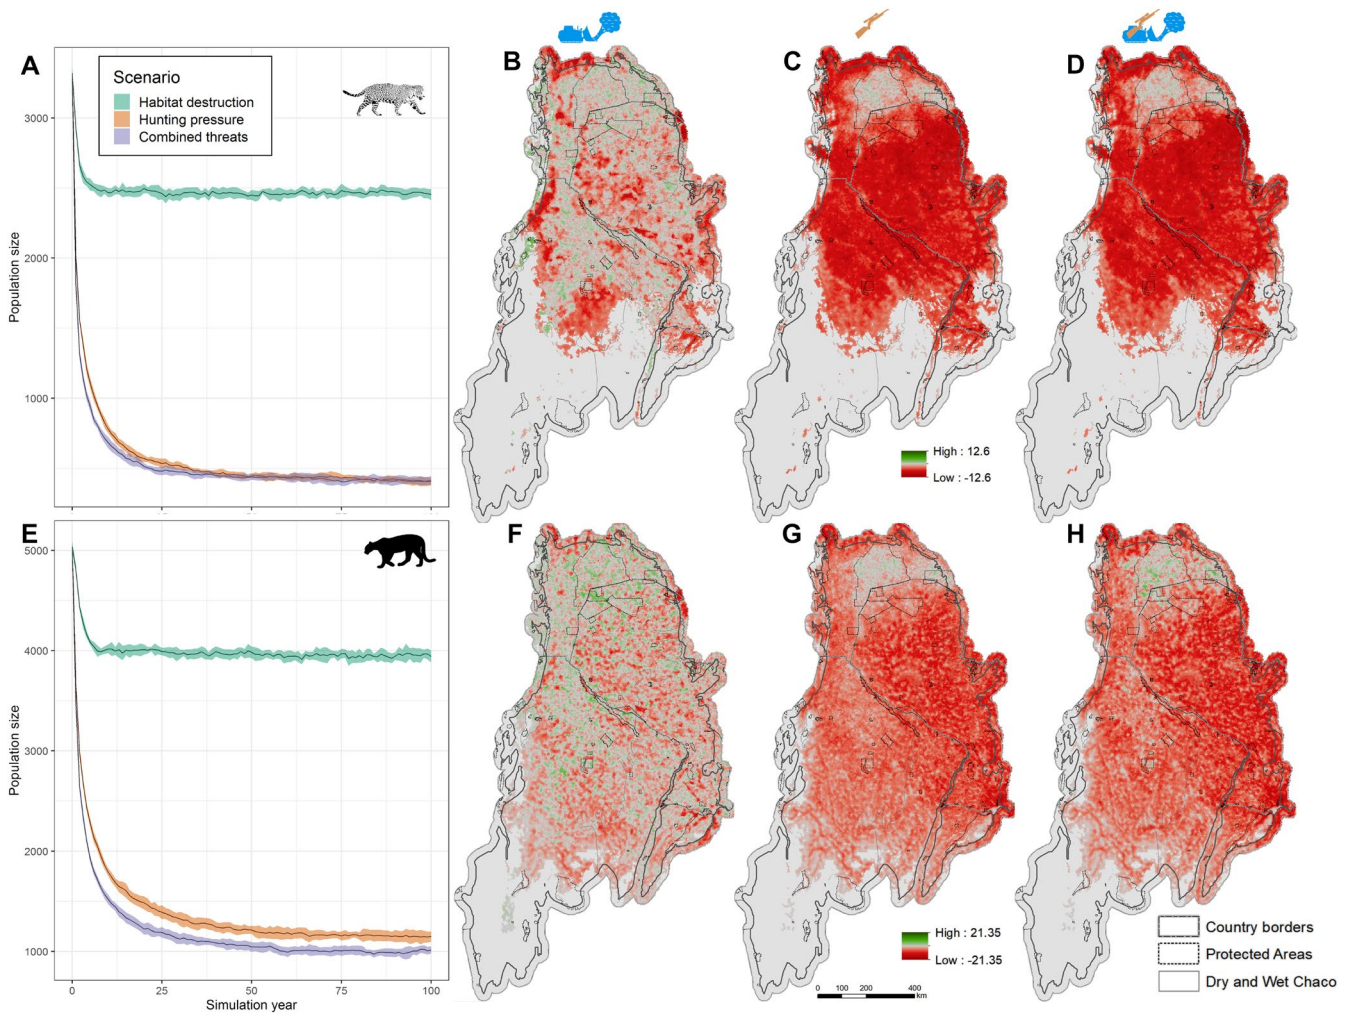 A
Scenario
Habitat destruction
Hunting pressure
Combined threats
Population size
3000
2000
1000
B
C
D
High : 12.6
Low : -12.6
E
Population size
5000
4000
3000
2000
1000
0
25
50
75
100
Simulation year
F
G
H
High : 21.35
Low : -21.35
0 100 200 400
km
Country borders
Protected Areas
Dry and Wet Chaco